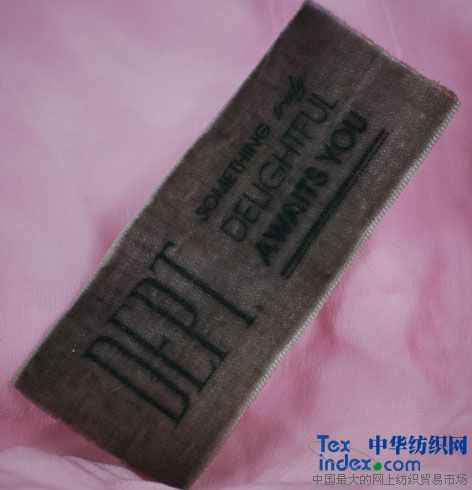 DEPT.
SOMETHING truly
DELIGHTFUL
AWAITS YOU
Tex 中华纺织网
index.com
中国最大的网上纺织贸易市场